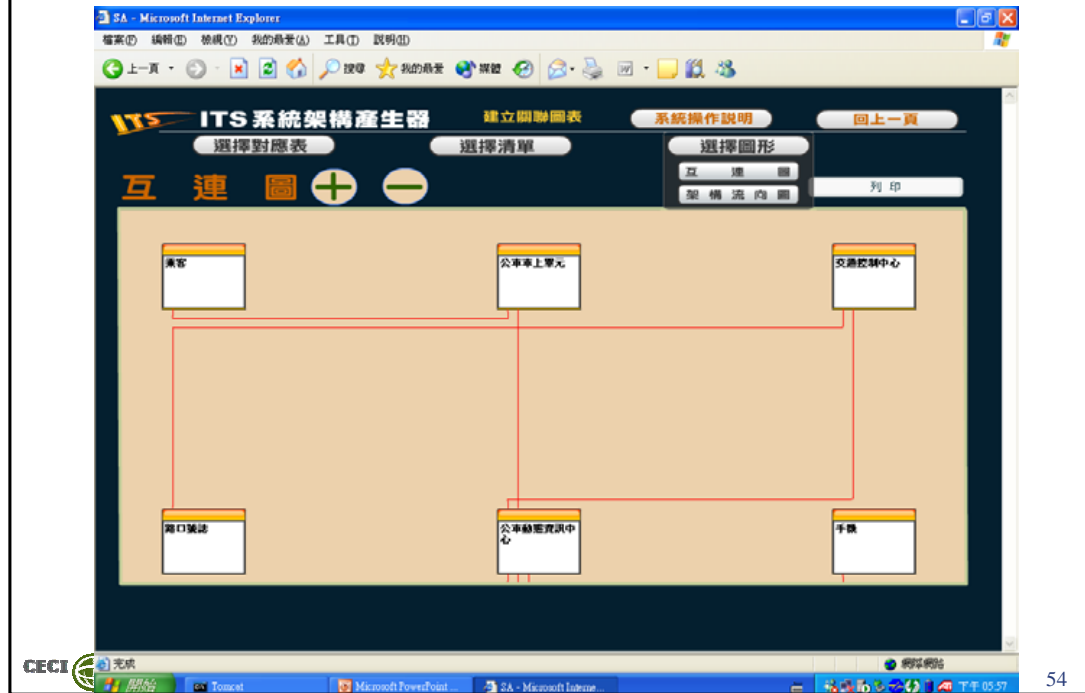 SA - Microsoft Internet Explorer
檔案(F) 編輯(E) 檢視(V) 我的最愛(A) 工具(T) 說明(H)
上一頁 搜尋 我的最愛 媒體
ITS ITS系統架構產生器 建立關聯圖表 系統操作說明 回上一頁
選擇對應表 選擇清單 選擇圖形
互連圖
架構流向圖
互連圖 列印
乘客 公車車上單元 交通控制中心
路口號誌 公車動態資訊中心 手機
CECI 完成 網際網路
開始 Tomcat Microsoft PowerPoint ... SA - Microsoft Interne... 下午 05:57
54